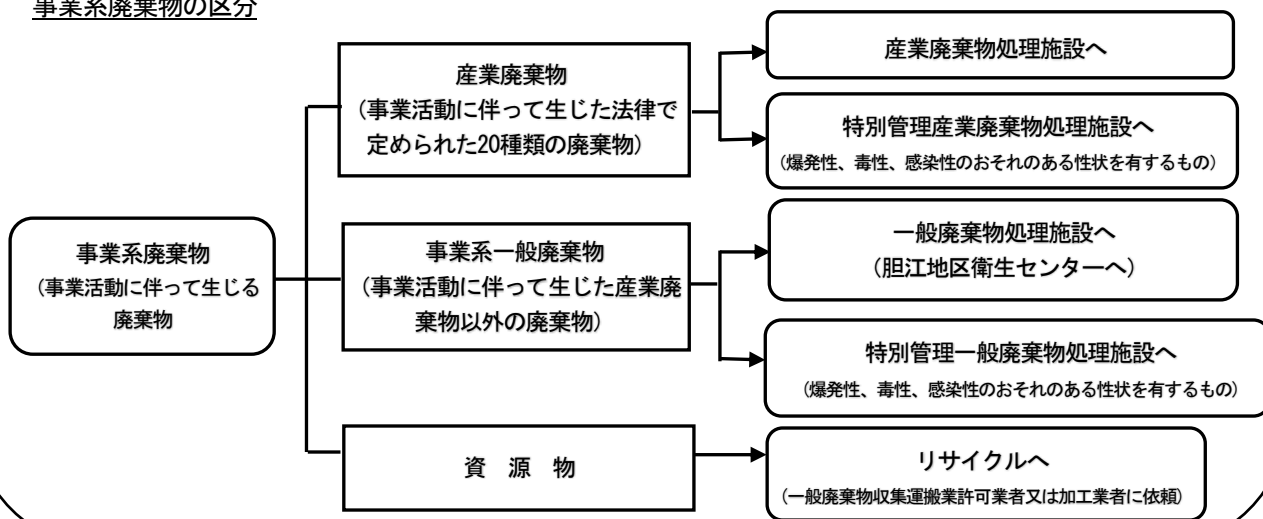 事業系廃棄物の区分
産業廃棄物
（事業活動に伴って生じた法律で
定められた20種類の廃棄物）
産業廃棄物処理施設へ
特別管理産業廃棄物処理施設へ
（爆発性、毒性、感染性のおそれのある性状を有するもの）
事業系廃棄物
（事業活動に伴って生じる
廃棄物
事業系一般廃棄物
（事業活動に伴って生じた産業廃
棄物以外の廃棄物）
一般廃棄物処理施設へ
（胆江地区衛生センターへ）
特別管理一般廃棄物処理施設へ
（爆発性、毒性、感染性のおそれのある性状を有するもの）
資　源　物
リサイクルへ
（一般廃棄物収集運搬業許可業者又は加工業者に依頼）